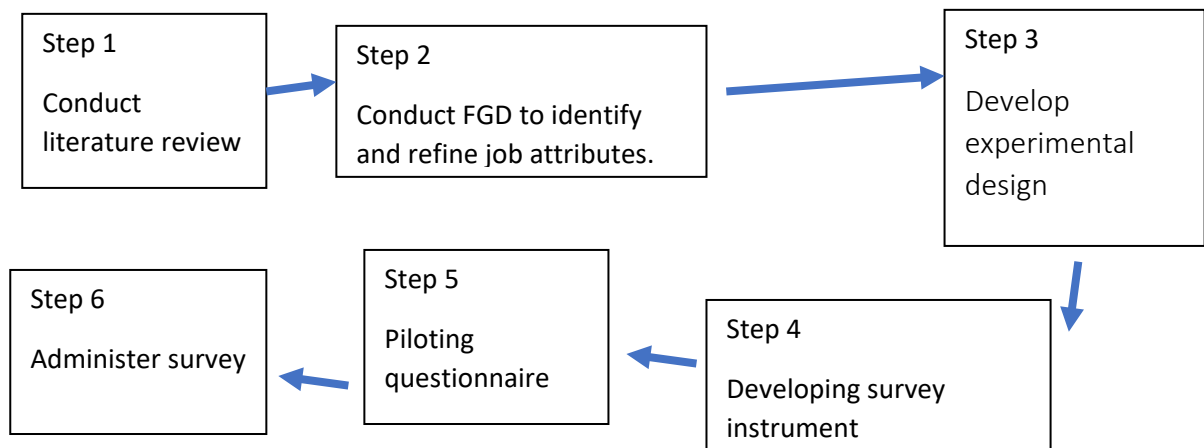 Step 1
Conduct
literature review
Step 2
Conduct FGD to identify
and refine job attributes.
Step 3
Develop
experimental
design
Step 4
Developing survey
instrument
Step 5
Piloting
questionnaire
Step 6
Administer survey